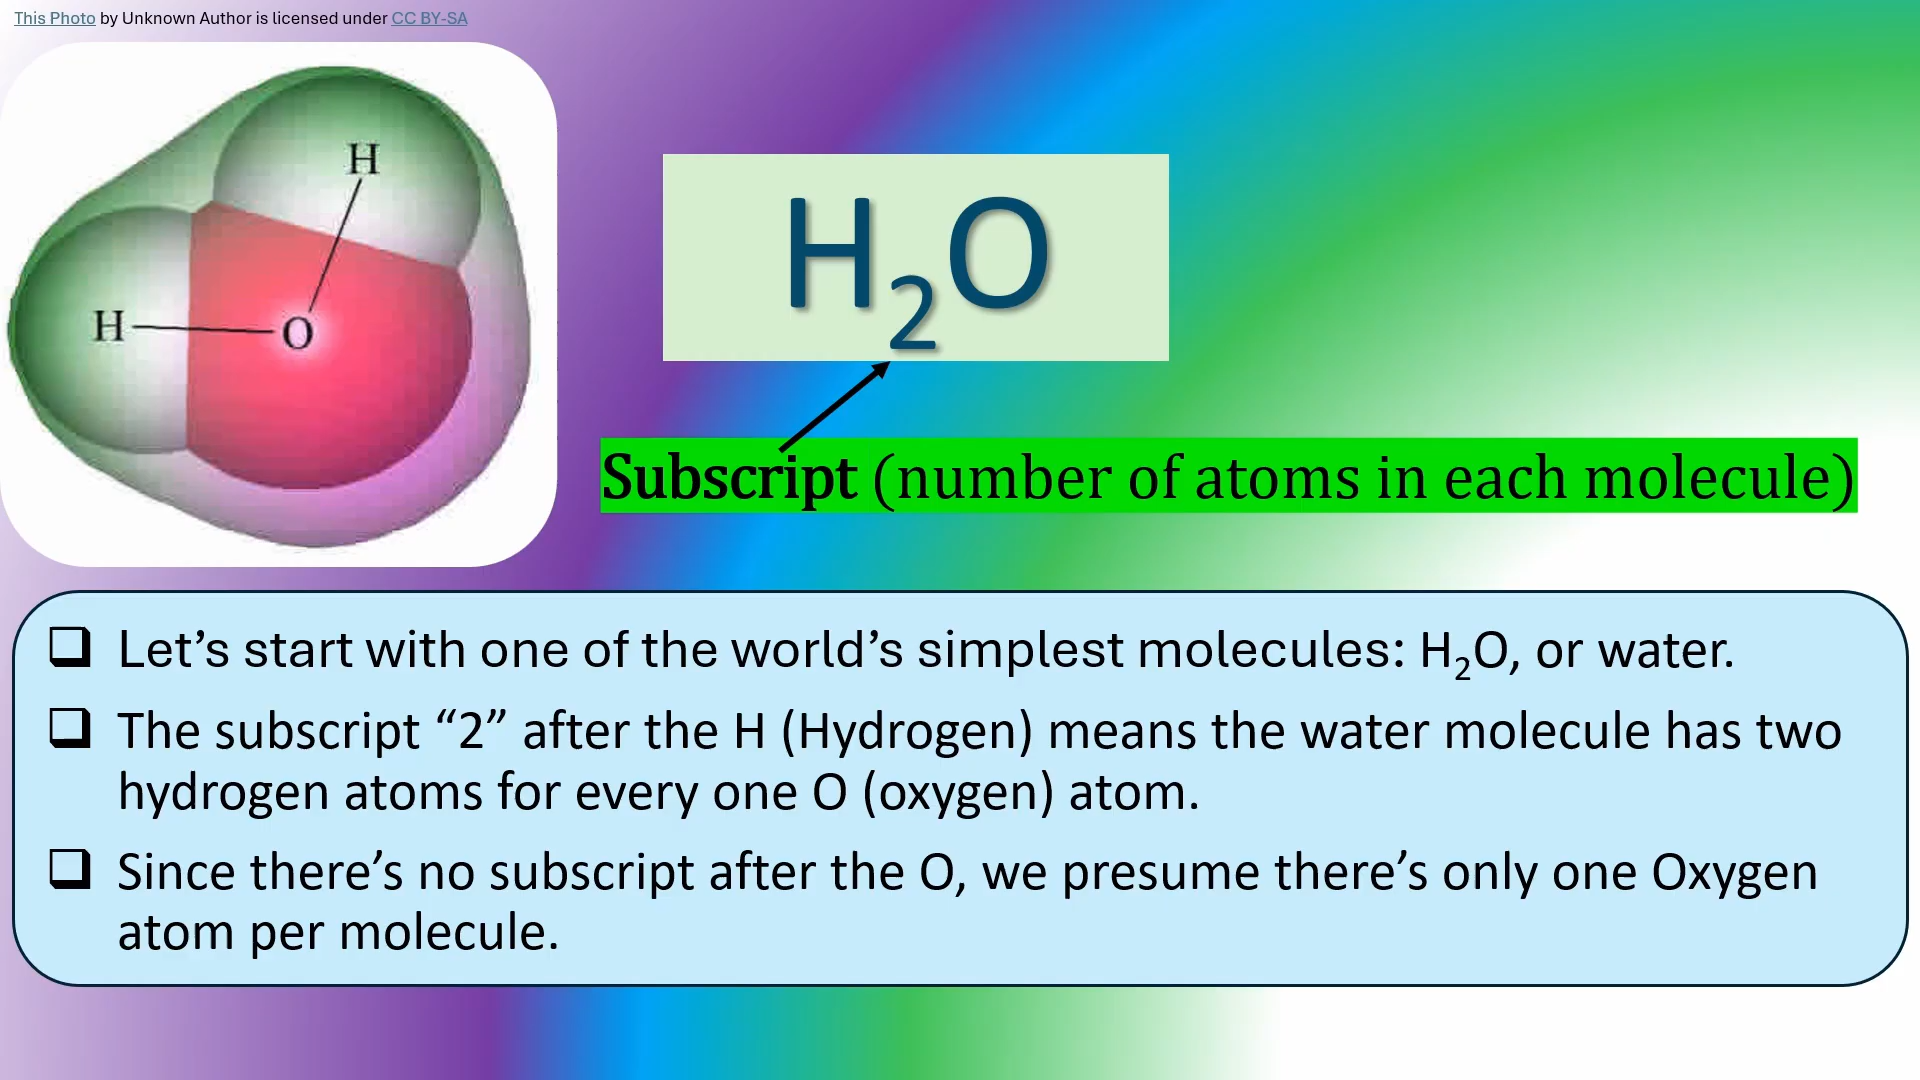 This Photo by Unknown Author is licensed under CC BY-SA
H
H
O
H₂O
Subscript (number of atoms in each molecule)
❑ Let’s start with one of the world’s simplest molecules: H₂O, or water.
❑ The subscript “2” after the H (Hydrogen) means the water molecule has two
hydrogen atoms for every one O (oxygen) atom.
❑ Since there’s no subscript after the O, we presume there’s only one Oxygen
atom per molecule.